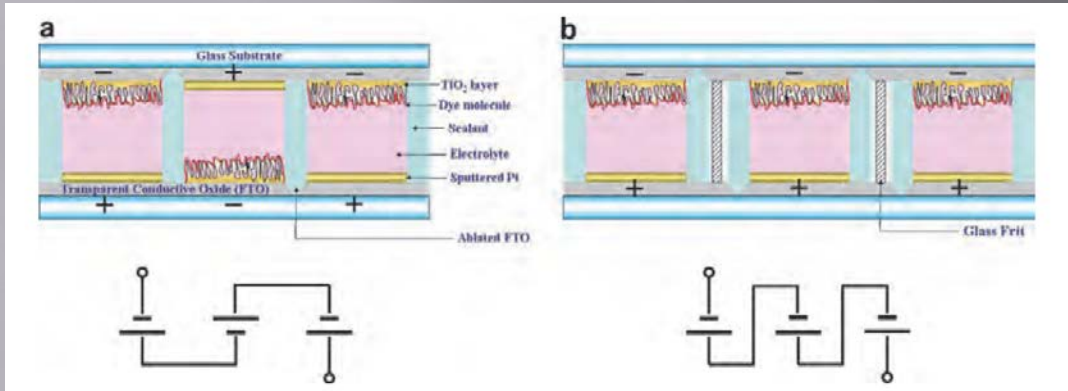 a
b
Glass Substrate
− + −
− − −
TiO₂ layer
Dye molecule
Sealant
Electrolyte
Sputtered Pt
Transparent Conductive Oxide (FTO)
+ − +
+ + +
Ablated FTO
Glass Frit